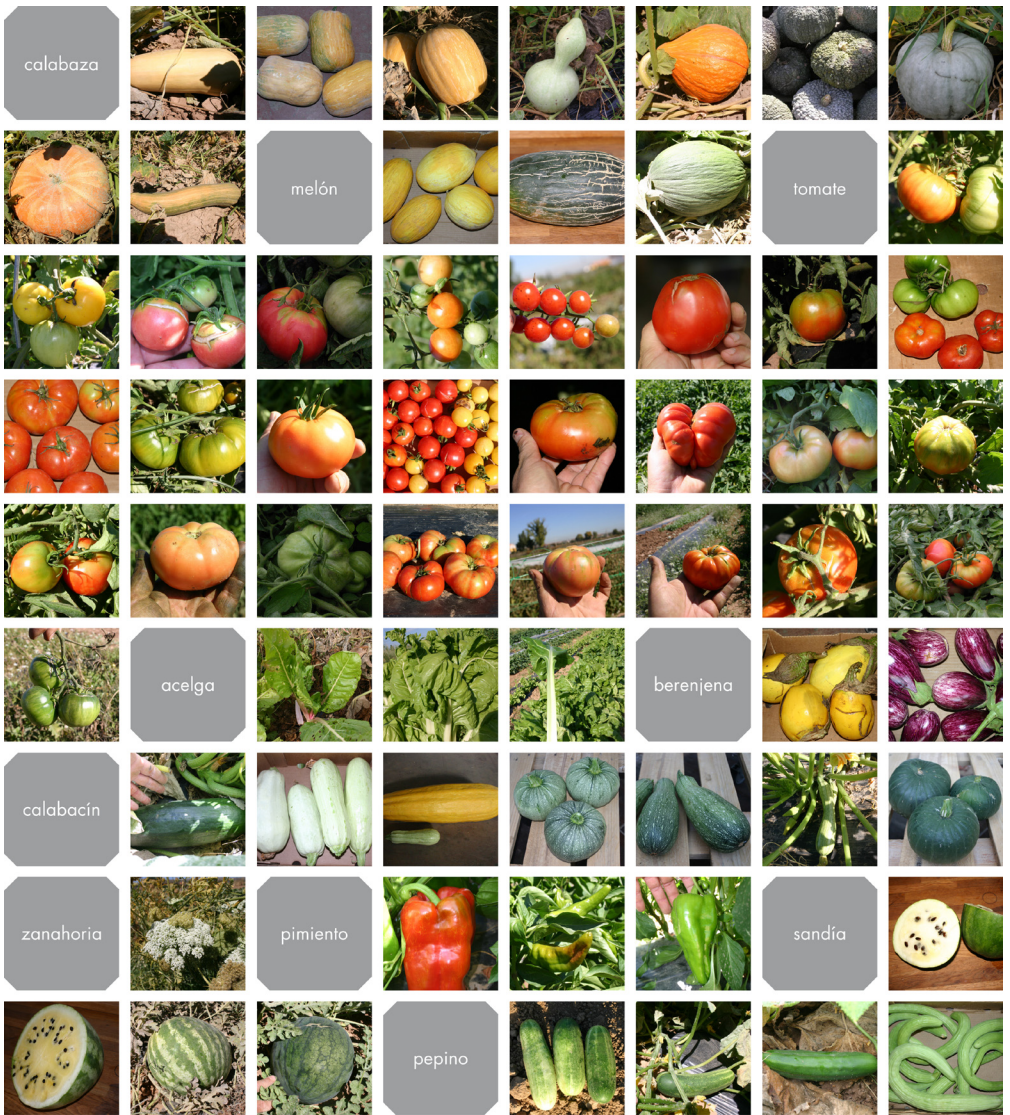 calabaza
melón
tomate
acelga
berenjena
calabacín
zanahoria
pimiento
sandía
pepino